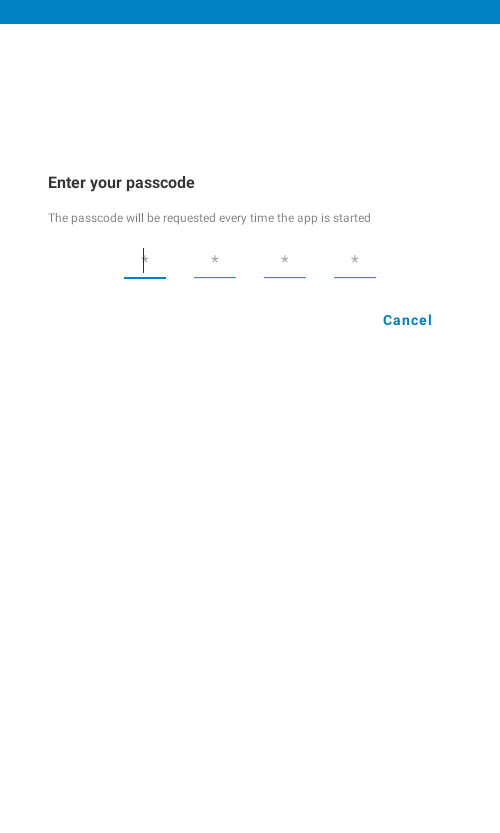 Enter your passcode
The passcode will be requested every time the app is started
* * * *
Cancel